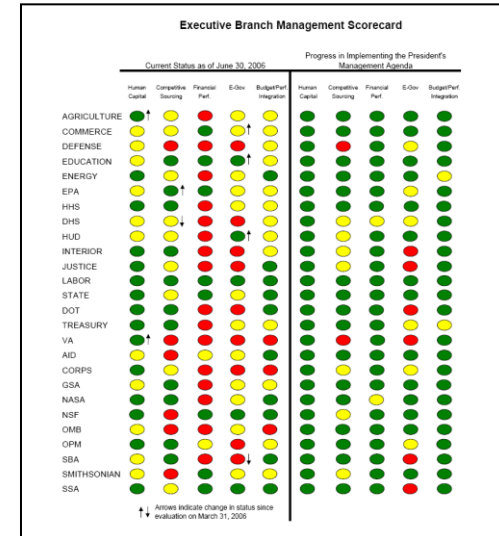 Executive Branch Management Scorecard
Current Status as of June 30, 2006
Progress in Implementing the President's
Management Agenda
Human Capital
Competitive Sourcing
Financial Perf.
E-Gov
Budget/Perf. Integration
Human Capital
Competitive Sourcing
Financial Perf.
E-Gov
Budget/Perf. Integration
AGRICULTURE
COMMERCE
DEFENSE
EDUCATION
ENERGY
EPA
HHS
DHS
HUD
INTERIOR
JUSTICE
LABOR
STATE
DOT
TREASURY
VA
AID
CORPS
GSA
NASA
NSF
OMB
OPM
SBA
SMITHSONIAN
SSA
Arrows indicate change in status since
evaluation on March 31, 2006